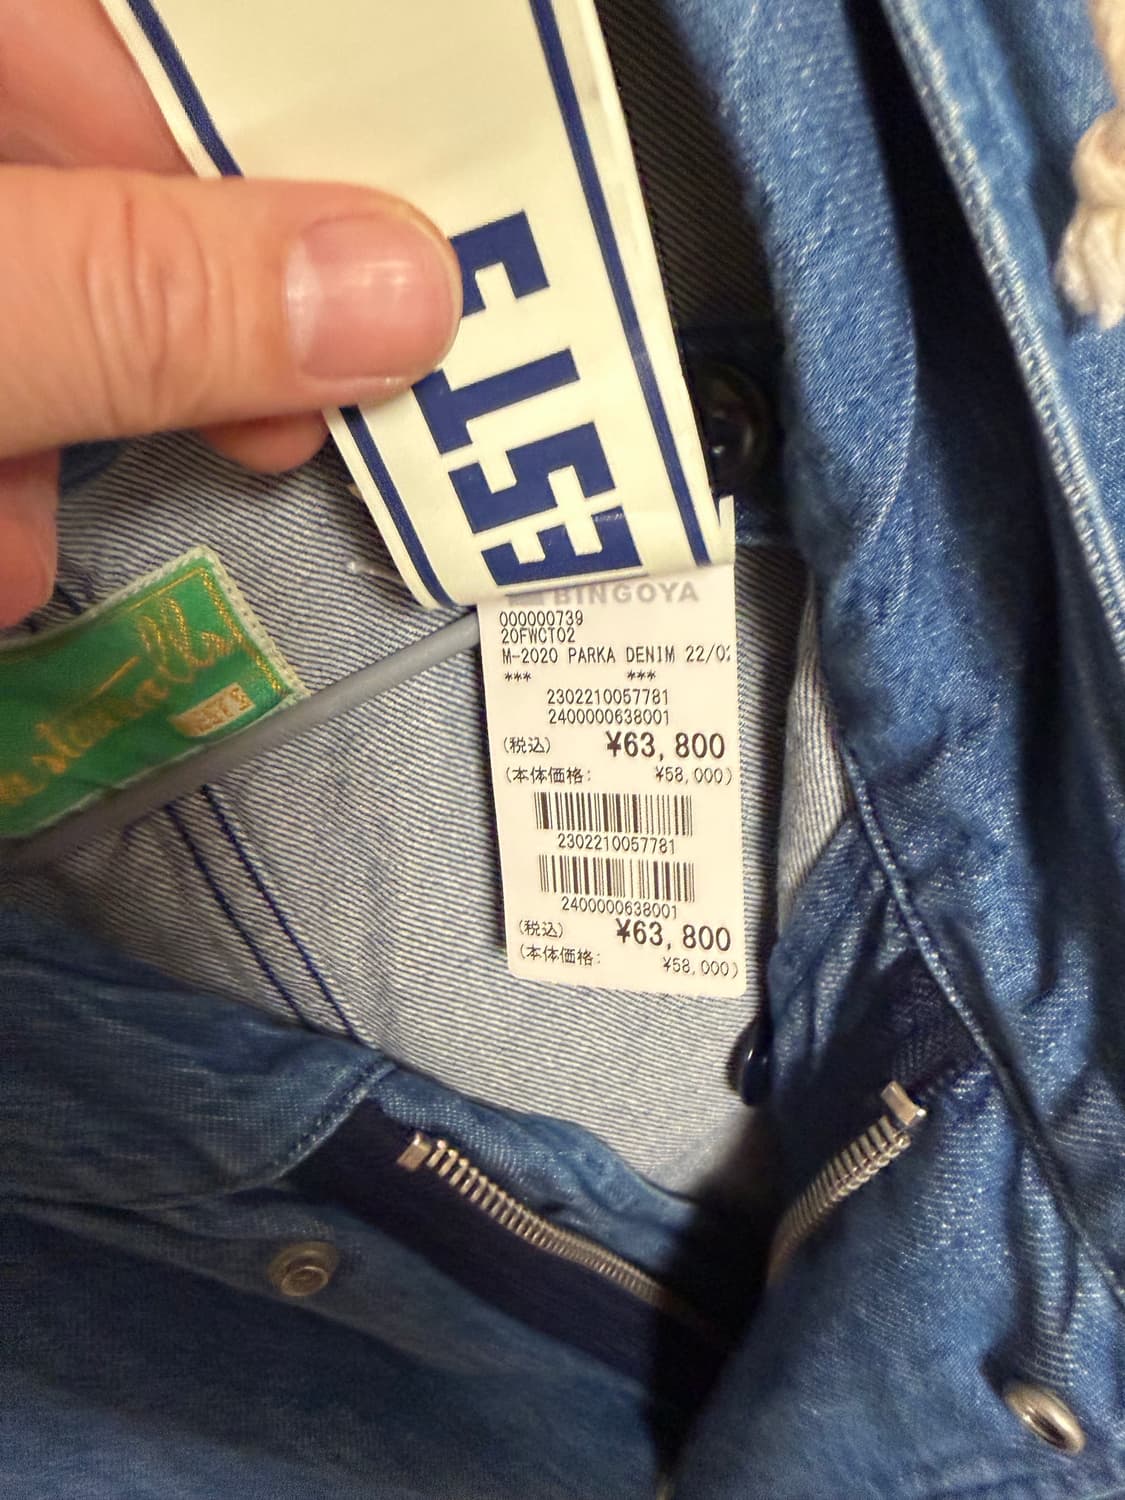 BINGOYA
000000739
20FWCT02
M-2020 PARKA DENIM 22/0
*** ***
2302210057781
2400000638001
(税込) ¥63,800
(本体価格: ¥58,000)
2302210057781
2400000638001
(税込) ¥63,800
(本体価格: ¥58,000)